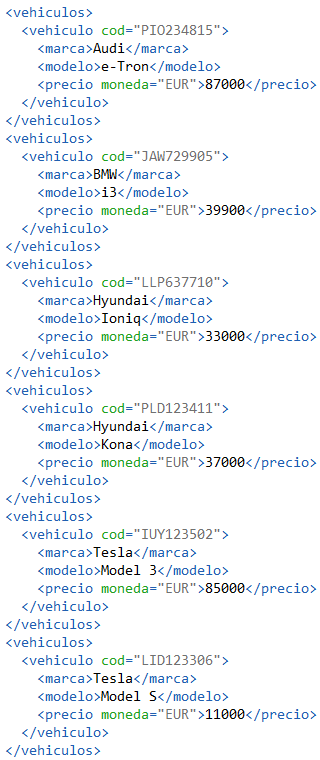 <vehiculos>
  <vehiculo cod="PIO234815">
    <marca>Audi</marca>
    <modelo>e-Tron</modelo>
    <precio moneda="EUR">87000</precio>
  </vehiculo>
</vehiculos>
<vehiculos>
  <vehiculo cod="JAW729905">
    <marca>BMW</marca>
    <modelo>i3</modelo>
    <precio moneda="EUR">39900</precio>
  </vehiculo>
</vehiculos>
<vehiculos>
  <vehiculo cod="LLP637710">
    <marca>Hyundai</marca>
    <modelo>Ioniq</modelo>
    <precio moneda="EUR">33000</precio>
  </vehiculo>
</vehiculos>
<vehiculos>
  <vehiculo cod="PLD123411">
    <marca>Hyundai</marca>
    <modelo>Kona</modelo>
    <precio moneda="EUR">37000</precio>
  </vehiculo>
</vehiculos>
<vehiculos>
  <vehiculo cod="IUY123502">
    <marca>Tesla</marca>
    <modelo>Model 3</modelo>
    <precio moneda="EUR">85000</precio>
  </vehiculo>
</vehiculos>
<vehiculos>
  <vehiculo cod="LID123306">
    <marca>Tesla</marca>
    <modelo>Model S</modelo>
    <precio moneda="EUR">11000</precio>
  </vehiculo>
</vehiculos>